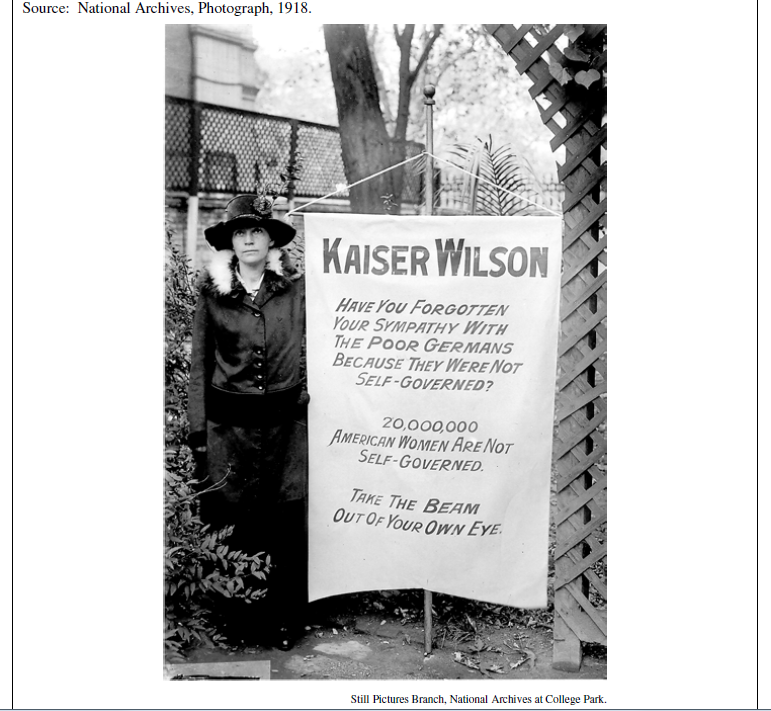 Source: National Archives, Photograph, 1918.
KAISER WILSON
HAVE YOU FORGOTTEN
YOUR SYMPATHY WITH
THE POOR GERMANS
BECAUSE THEY WERE NOT
SELF-GOVERNED?
20,000,000
AMERICAN WOMEN ARE NOT
SELF-GOVERNED.
TAKE THE BEAM
OUT OF YOUR OWN EYE.
Still Pictures Branch, National Archives at College Park.